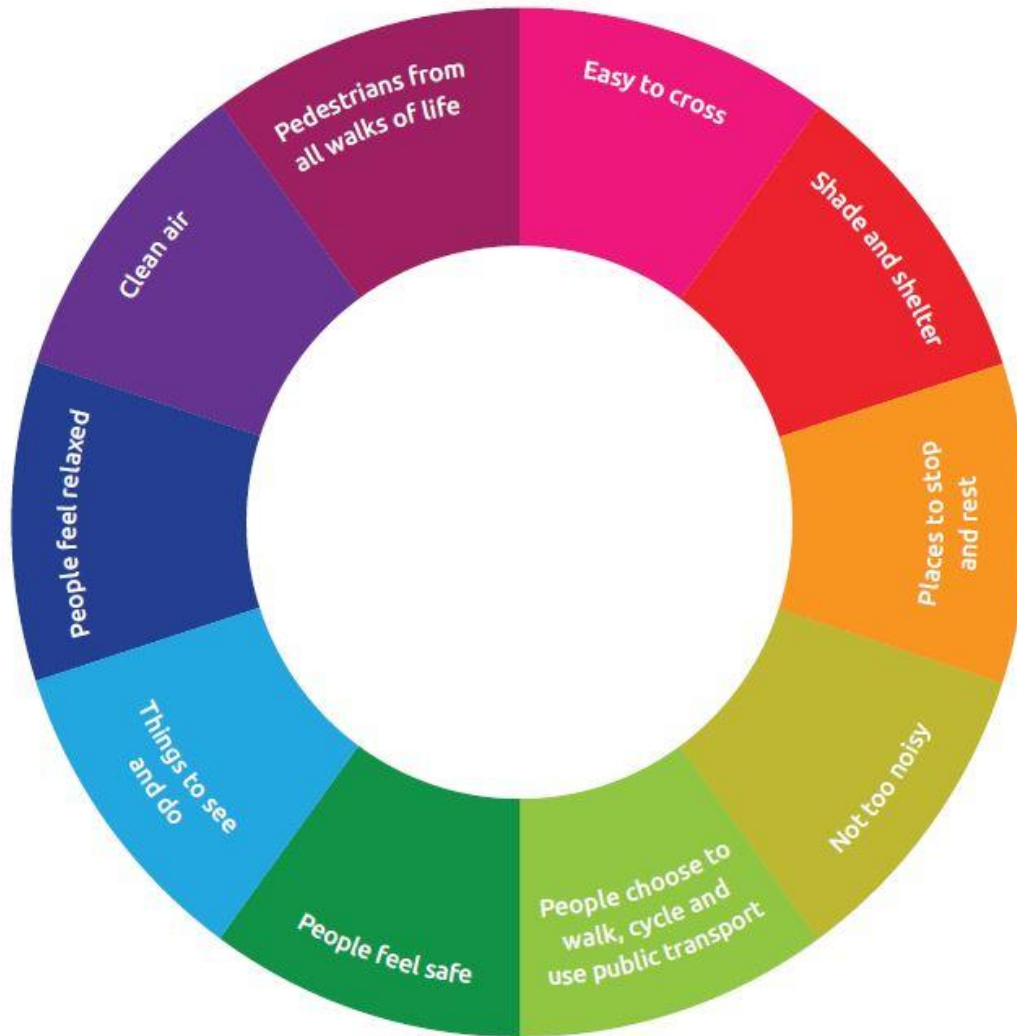 Easy to cross
Shade and shelter
Places to stop
and rest
Not too noisy
People choose to
walk, cycle and
use public transport
People feel safe
Things to see
and do
People feel relaxed
Clean air
Pedestrians from
all walks of life